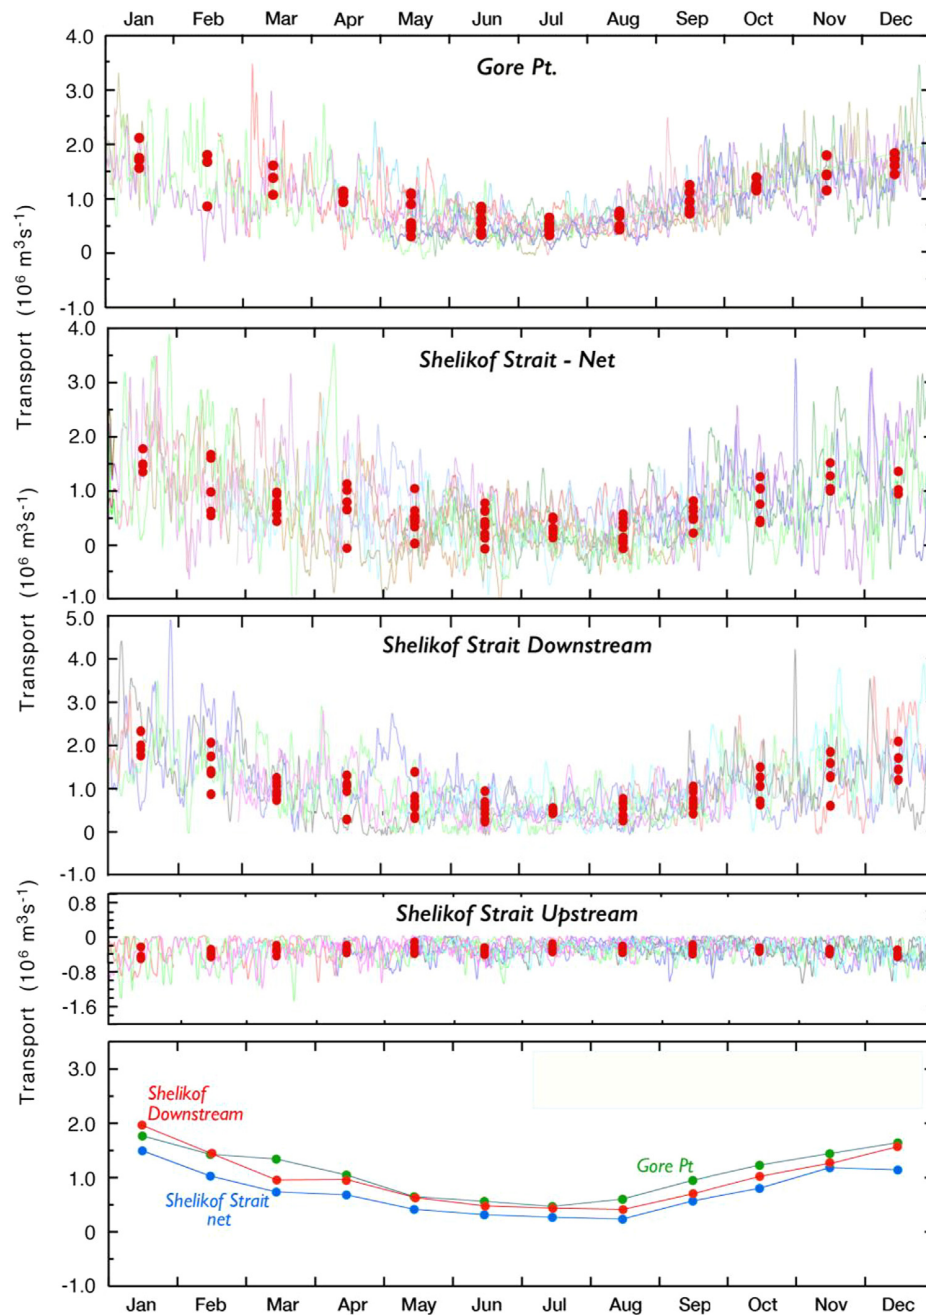 Jan Feb Mar Apr May Jun Jul Aug Sep Oct Nov Dec
Gore Pt.
4.0
3.0
2.0
1.0
0
-1.0
Transport (10⁶ m³s⁻¹)
Shelikof Strait - Net
4.0
3.0
2.0
1.0
0
-1.0
Transport (10⁶ m³s⁻¹)
Shelikof Strait Downstream
5.0
4.0
3.0
2.0
1.0
0
-1.0
Shelikof Strait Upstream
0.8
0
-0.8
-1.6
Transport (10⁶ m³s⁻¹)
3.0
2.0
1.0
0
-1.0
Shelikof
Downstream
Gore Pt
Shelikof Strait
net
Jan Feb Mar Apr May Jun Jul Aug Sep Oct Nov Dec